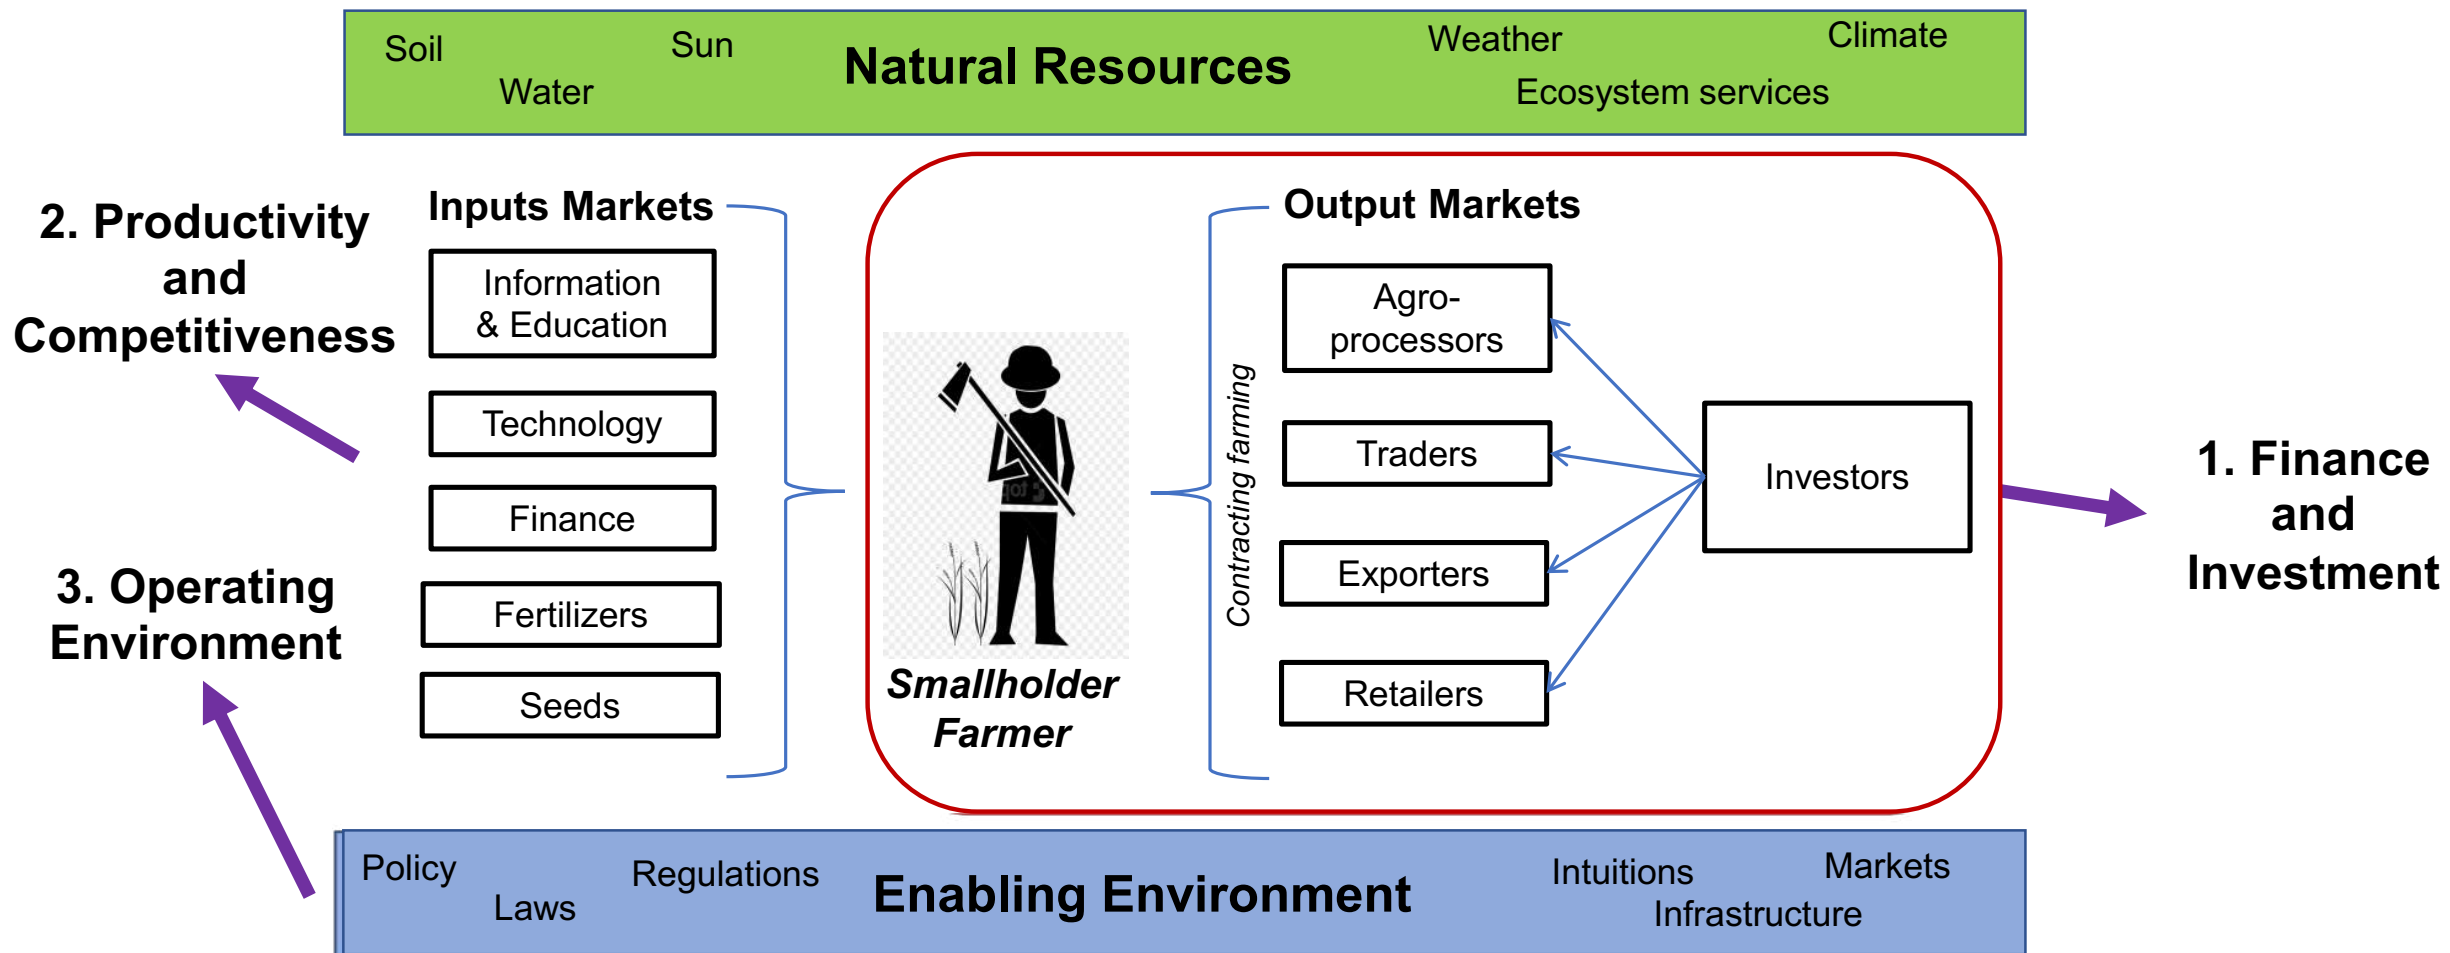 Soil
Sun
Natural Resources
Weather
Climate
Water
Ecosystem services
2. Productivity
and
Competitiveness
Inputs Markets
Information
& Education
Technology
Finance
Fertilizers
Seeds
3. Operating
Environment
Smallholder
Farmer
Contracting farming
Output Markets
Agro-
processors
Traders
Exporters
Retailers
Investors
1. Finance
and
Investment
Policy
Laws
Regulations
Enabling Environment
Intuitions
Markets
Infrastructure